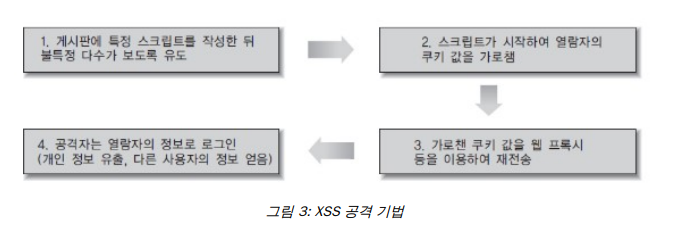 1. 게시판에 특정 스크립트를 작성한 뒤
불특정 다수가 보도록 유도
2. 스크립트가 시작하여 열람자의
쿠키 값을 가로챔
3. 가로챈 쿠키 값을 웹 프록시
등을 이용하여 재전송
4. 공격자는 열람자의 정보로 로그인
(개인 정보 유출, 다른 사용자의 정보 얻음)
그림 3: XSS 공격 기법